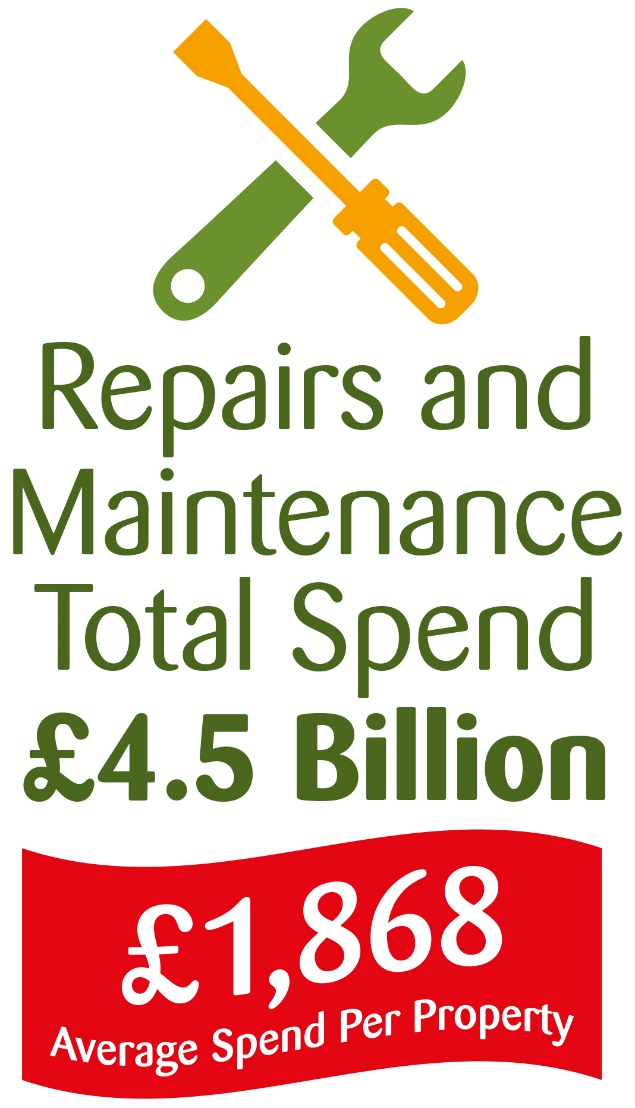 Repairs and
Maintenance
Total Spend
£4.5 Billion
£1,868
Average Spend Per Property